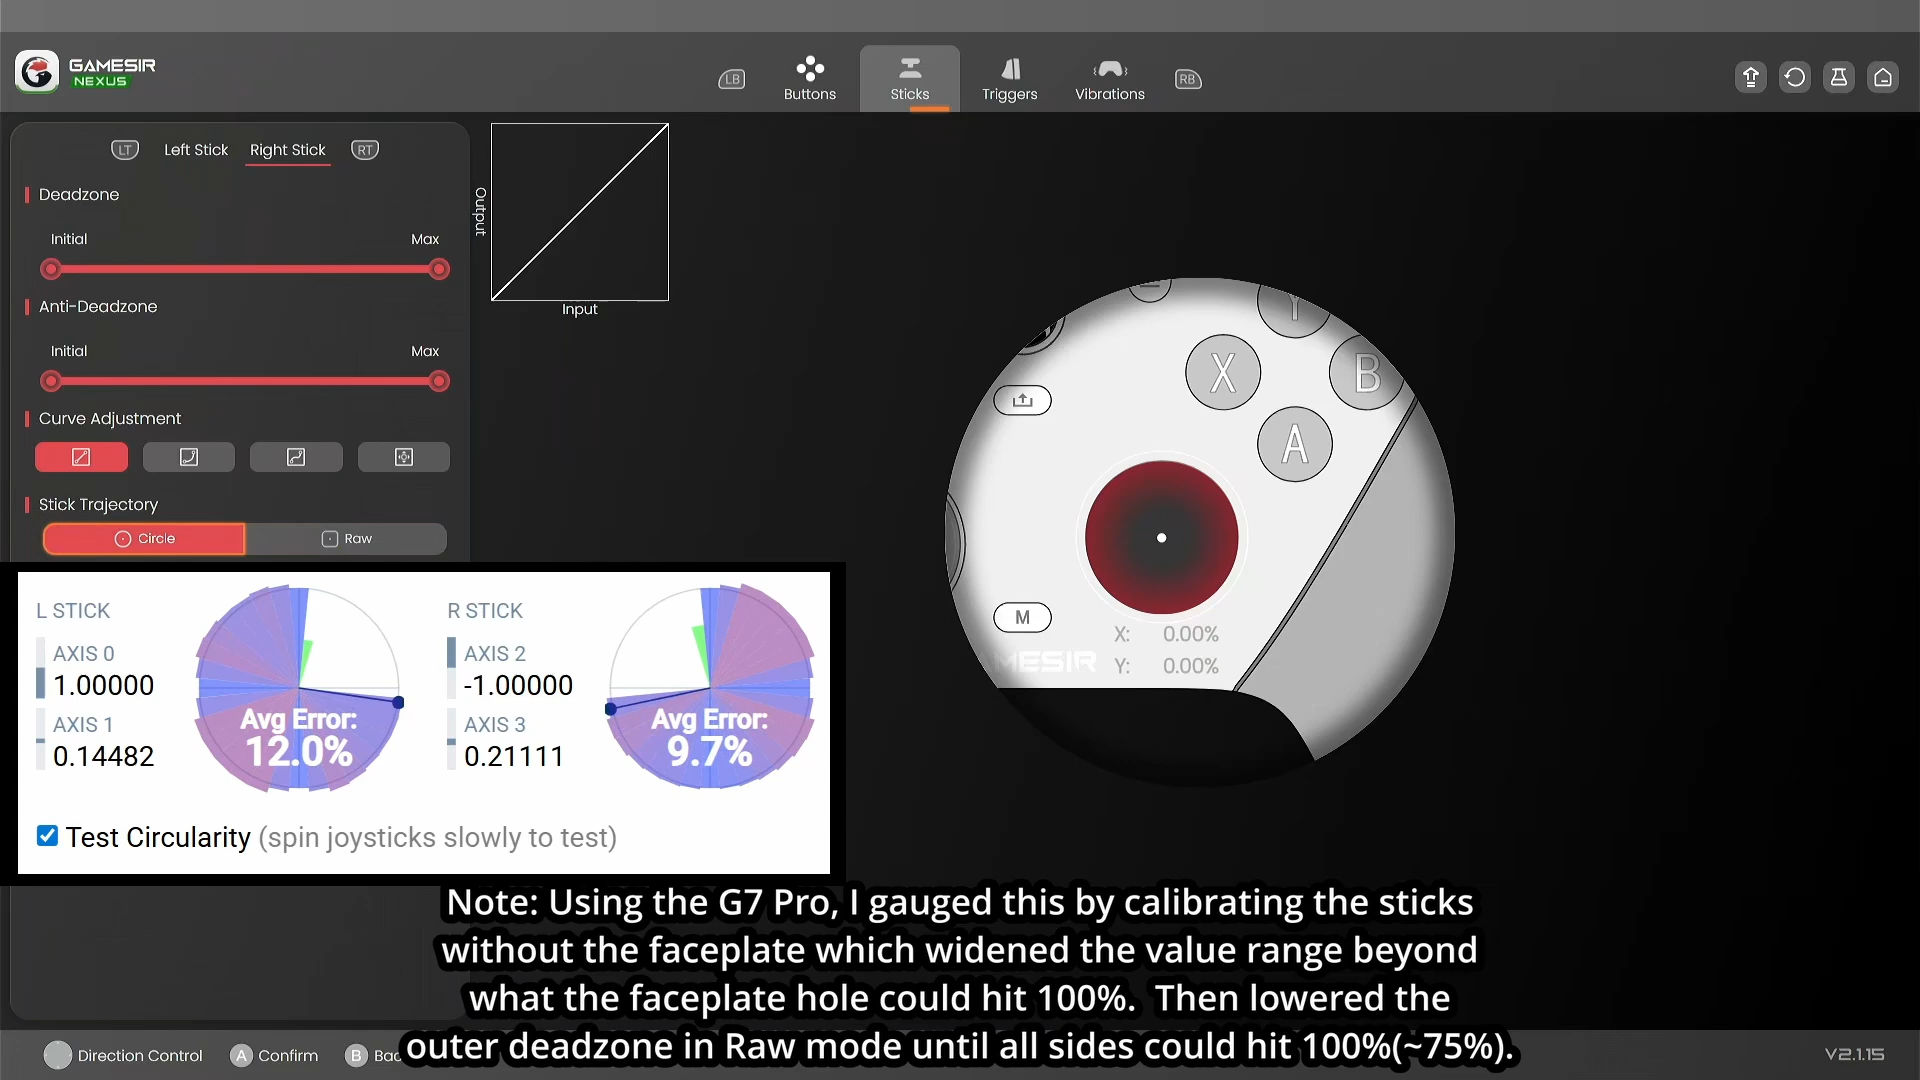 GAMESIR
NEXUS
LB
Buttons
Sticks
Triggers
Vibrations
RB
LT
Left Stick
Right Stick
RT
Deadzone
Initial
Max
Anti-Deadzone
Initial
Max
Curve Adjustment
Stick Trajectory
Circle
Raw
Output
Input
Y
X
B
A
M
X: 0.00%
Y: 0.00%
MESIR
L STICK
AXIS 0
1.00000
AXIS 1
0.14482
Avg Error:
12.0%
R STICK
AXIS 2
-1.00000
AXIS 3
0.21111
Avg Error:
9.7%
Test Circularity (spin joysticks slowly to test)
Note: Using the G7 Pro, I gauged this by calibrating the sticks
without the faceplate which widened the value range beyond
what the faceplate hole could hit 100%. Then lowered the
outer deadzone in Raw mode until all sides could hit 100%(~75%).
Direction Control
A Confirm
B Bac
V2.1.15